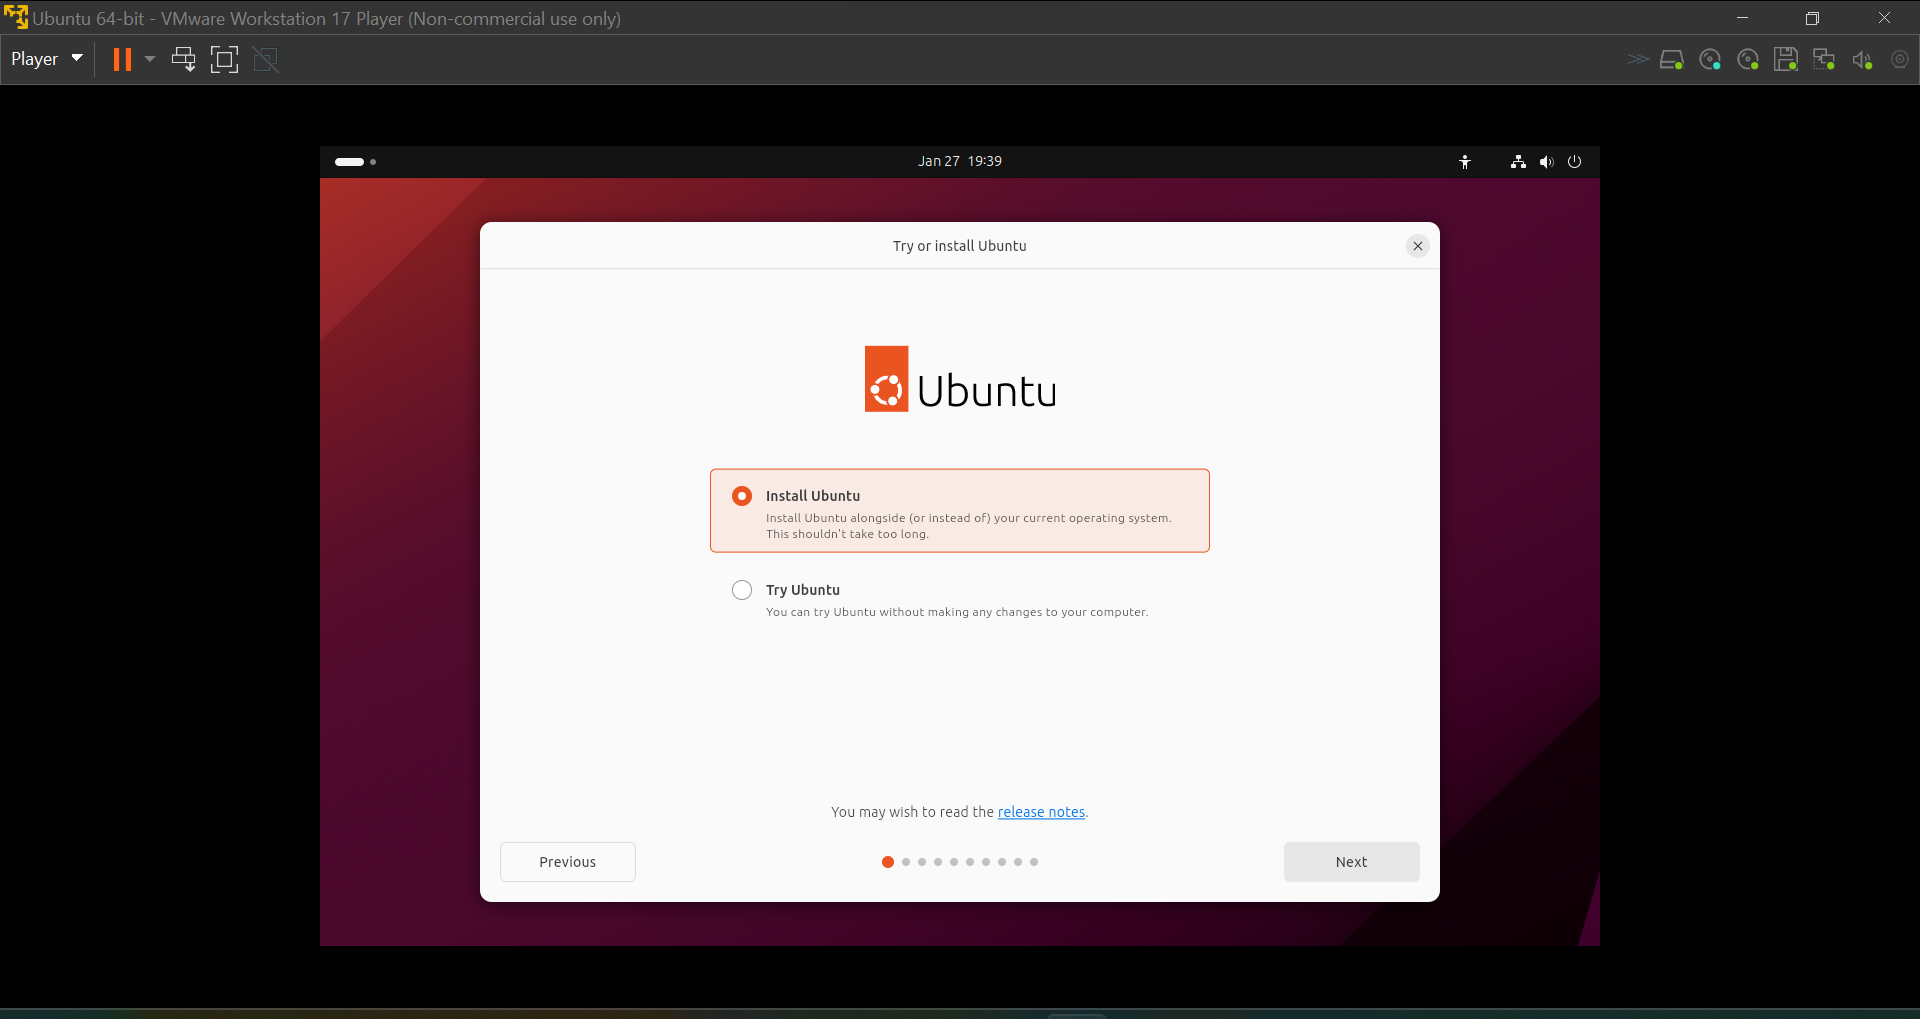 Ubuntu 64-bit - VMware Workstation 17 Player (Non-commercial use only)
Player
Jan 27 19:39
Try or install Ubuntu
Ubuntu
Install Ubuntu
Install Ubuntu alongside (or instead of) your current operating system.
This shouldn't take too long.
Try Ubuntu
You can try Ubuntu without making any changes to your computer.
You may wish to read the release notes.
Previous
Next